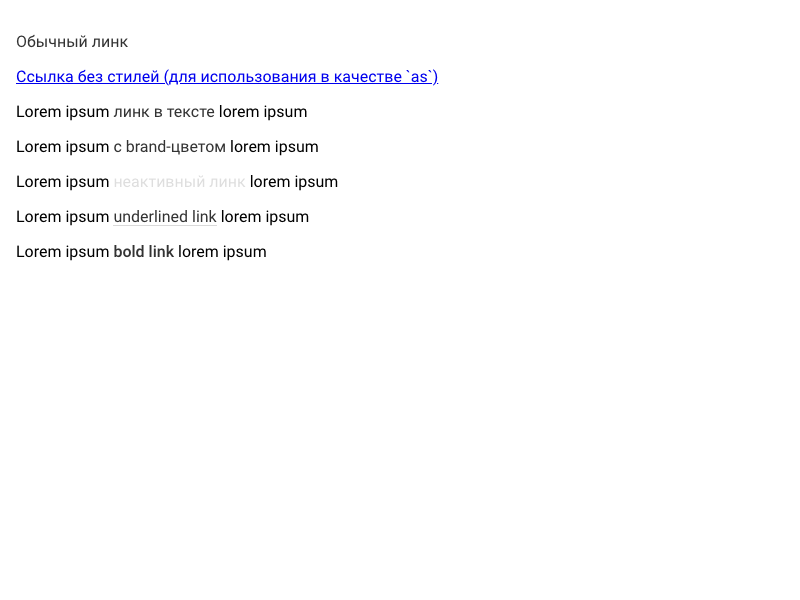 Обычный линк
Ссылка без стилей (для использования в качестве `as`)
Lorem ipsum линк в тексте lorem ipsum
Lorem ipsum с brand-цветом lorem ipsum
Lorem ipsum неактивный линк lorem ipsum
Lorem ipsum underlined link lorem ipsum
Lorem ipsum bold link lorem ipsum